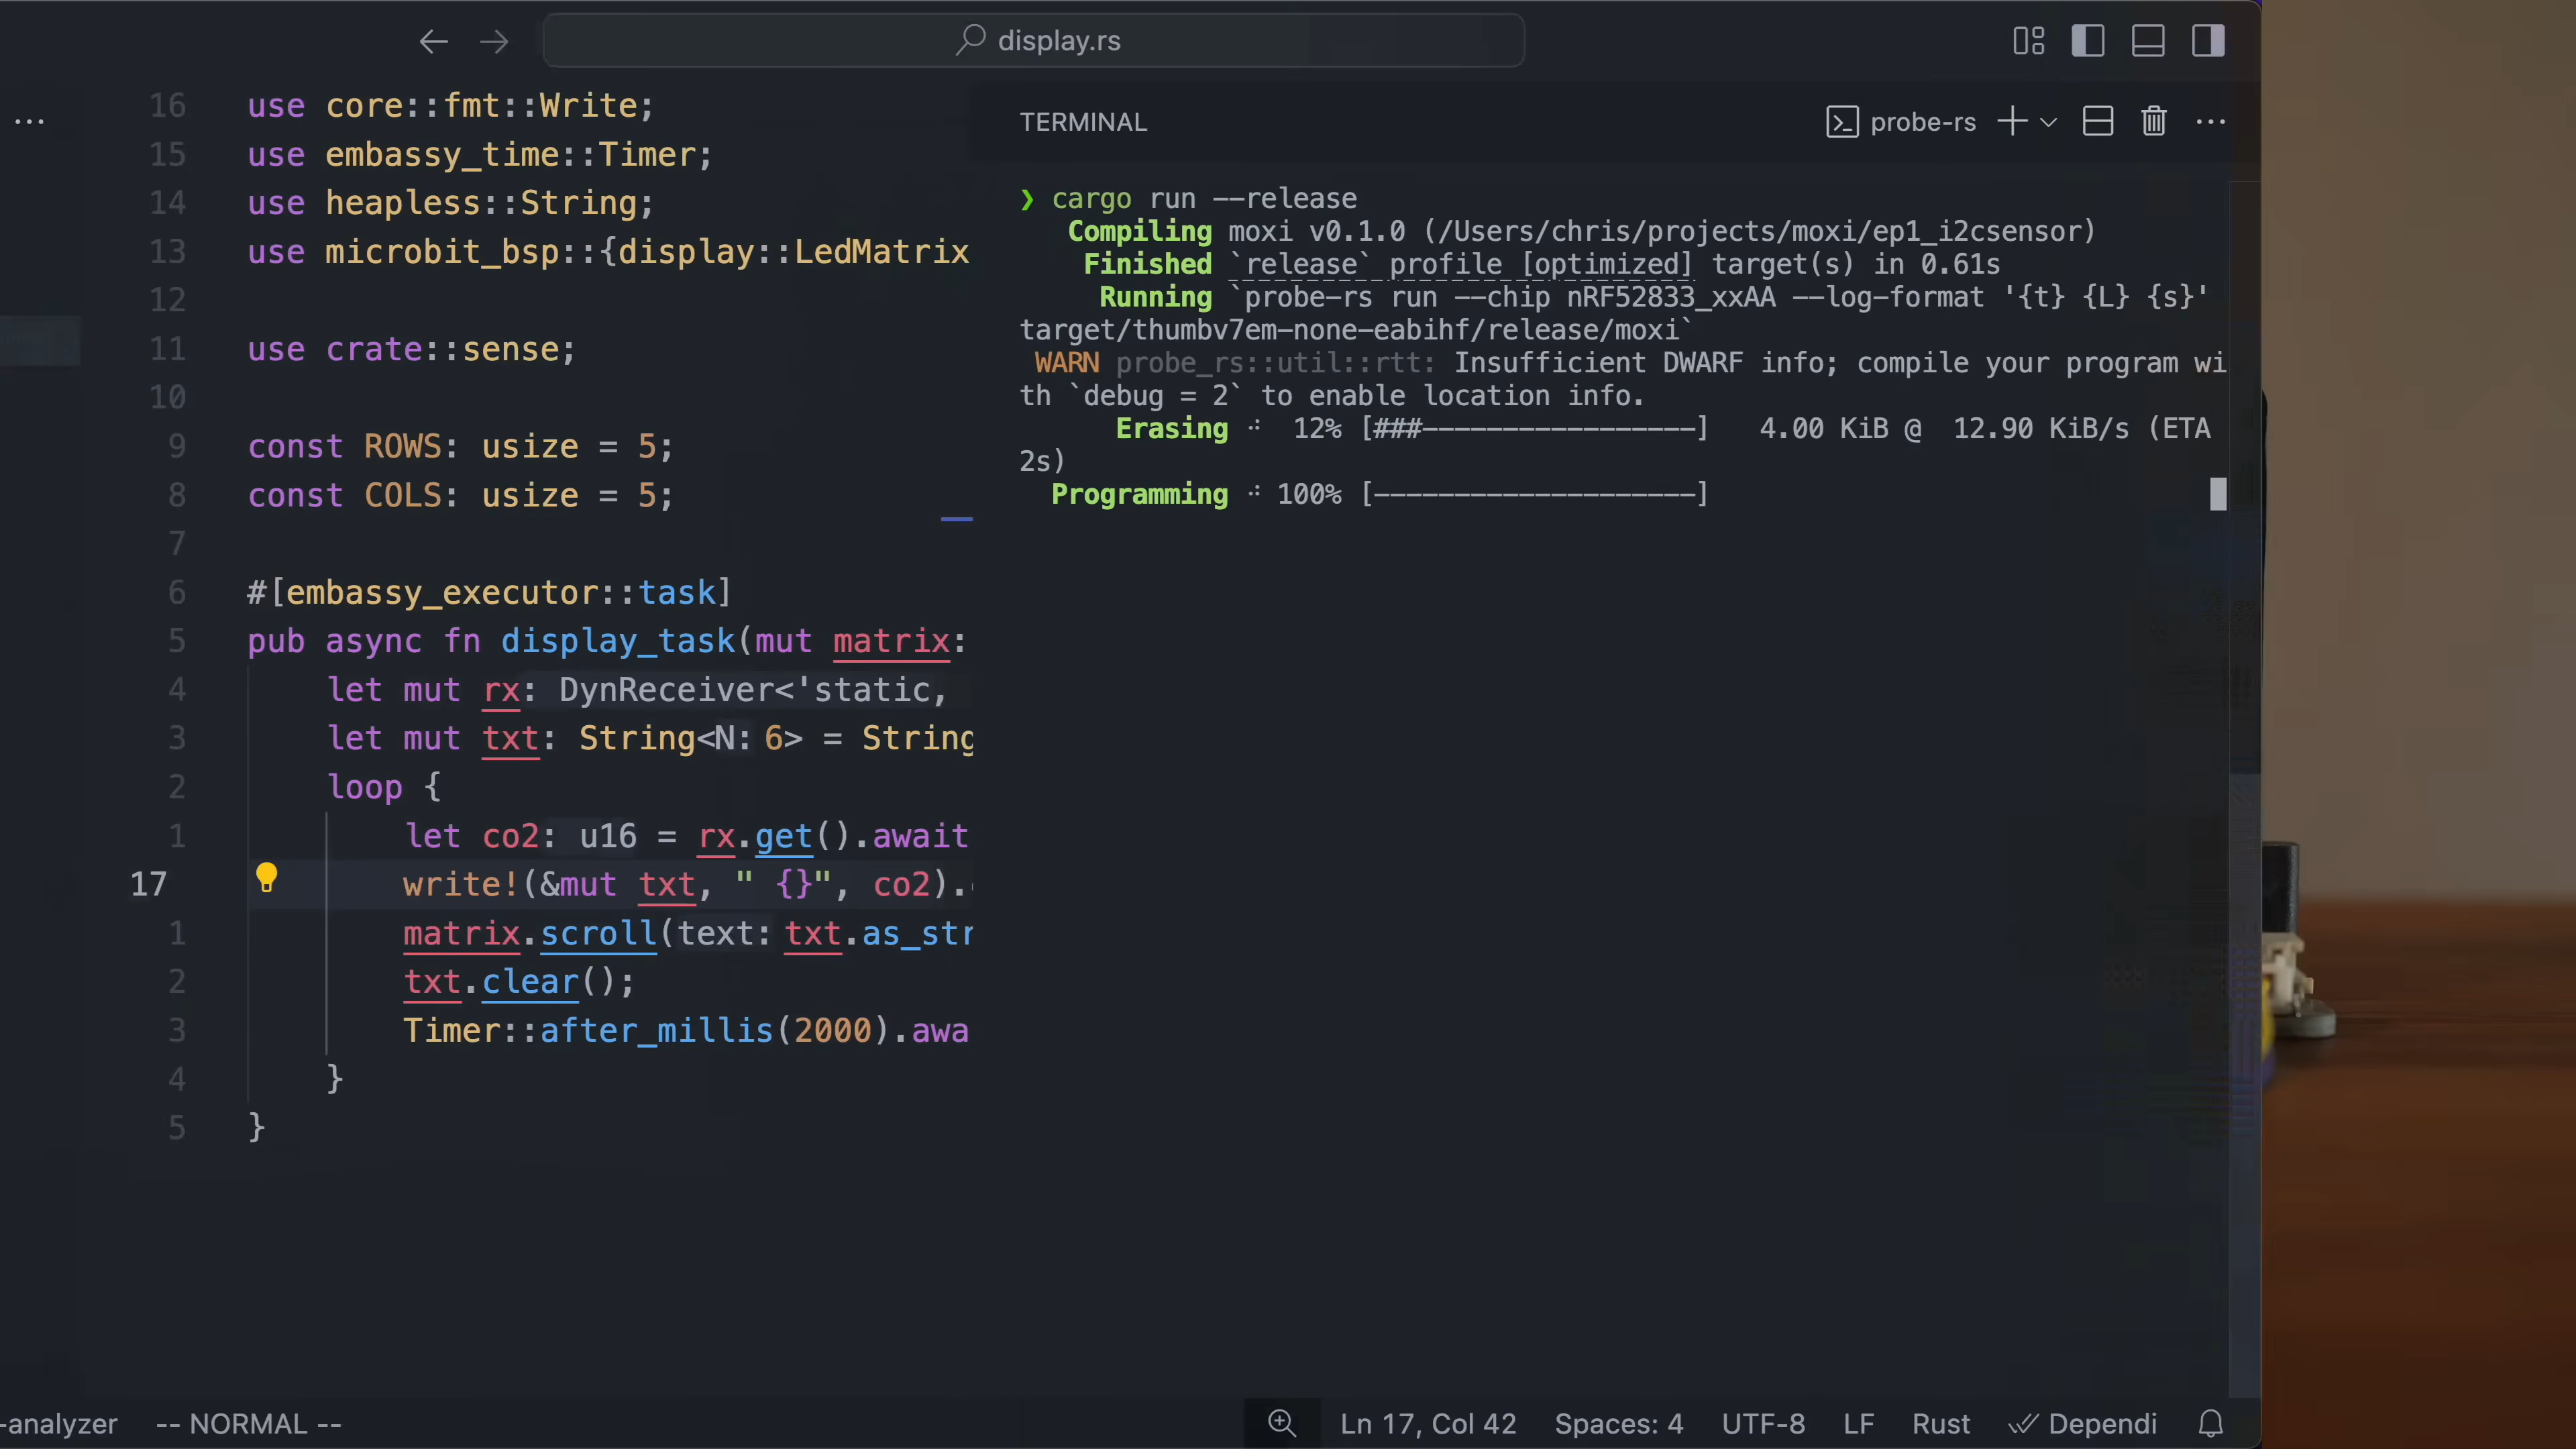 display.rs
...
16 use core::fmt::Write;
15 use embassy_time::Timer;
14 use heapless::String;
13 use microbit_bsp::{display::LedMatrix
12
11 use crate::sense;
10
9 const ROWS: usize = 5;
8 const COLS: usize = 5;
7
6 #[embassy_executor::task]
5 pub async fn display_task(mut matrix:
4 let mut rx: DynReceiver<'static,
3 let mut txt: String<N: 6> = String
2 loop {
1 let co2: u16 = rx.get().await
17 write!(&mut txt, " {}", co2).
1 matrix.scroll(text: txt.as_str
2 txt.clear();
3 Timer::after_millis(2000).awa
4 }
5 }
TERMINAL
probe-rs
❯ cargo run --release
Compiling moxi v0.1.0 (/Users/chris/projects/moxi/ep1_i2csensor)
Finished `release` profile [optimized] target(s) in 0.61s
Running `probe-rs run --chip nRF52833_xxAA --log-format '{t} {L} {s}'
target/thumbv7em-none-eabihf/release/moxi`
WARN probe_rs::util::rtt: Insufficient DWARF info; compile your program wi
th `debug = 2` to enable location info.
Erasing ⠴ 12% [###-----------------] 4.00 KiB @ 12.90 KiB/s (ETA
2s)
Programming ⠴ 100% [--------------------]
-analyzer
-- NORMAL --
Ln 17, Col 42
Spaces: 4
UTF-8
LF
Rust
Dependi